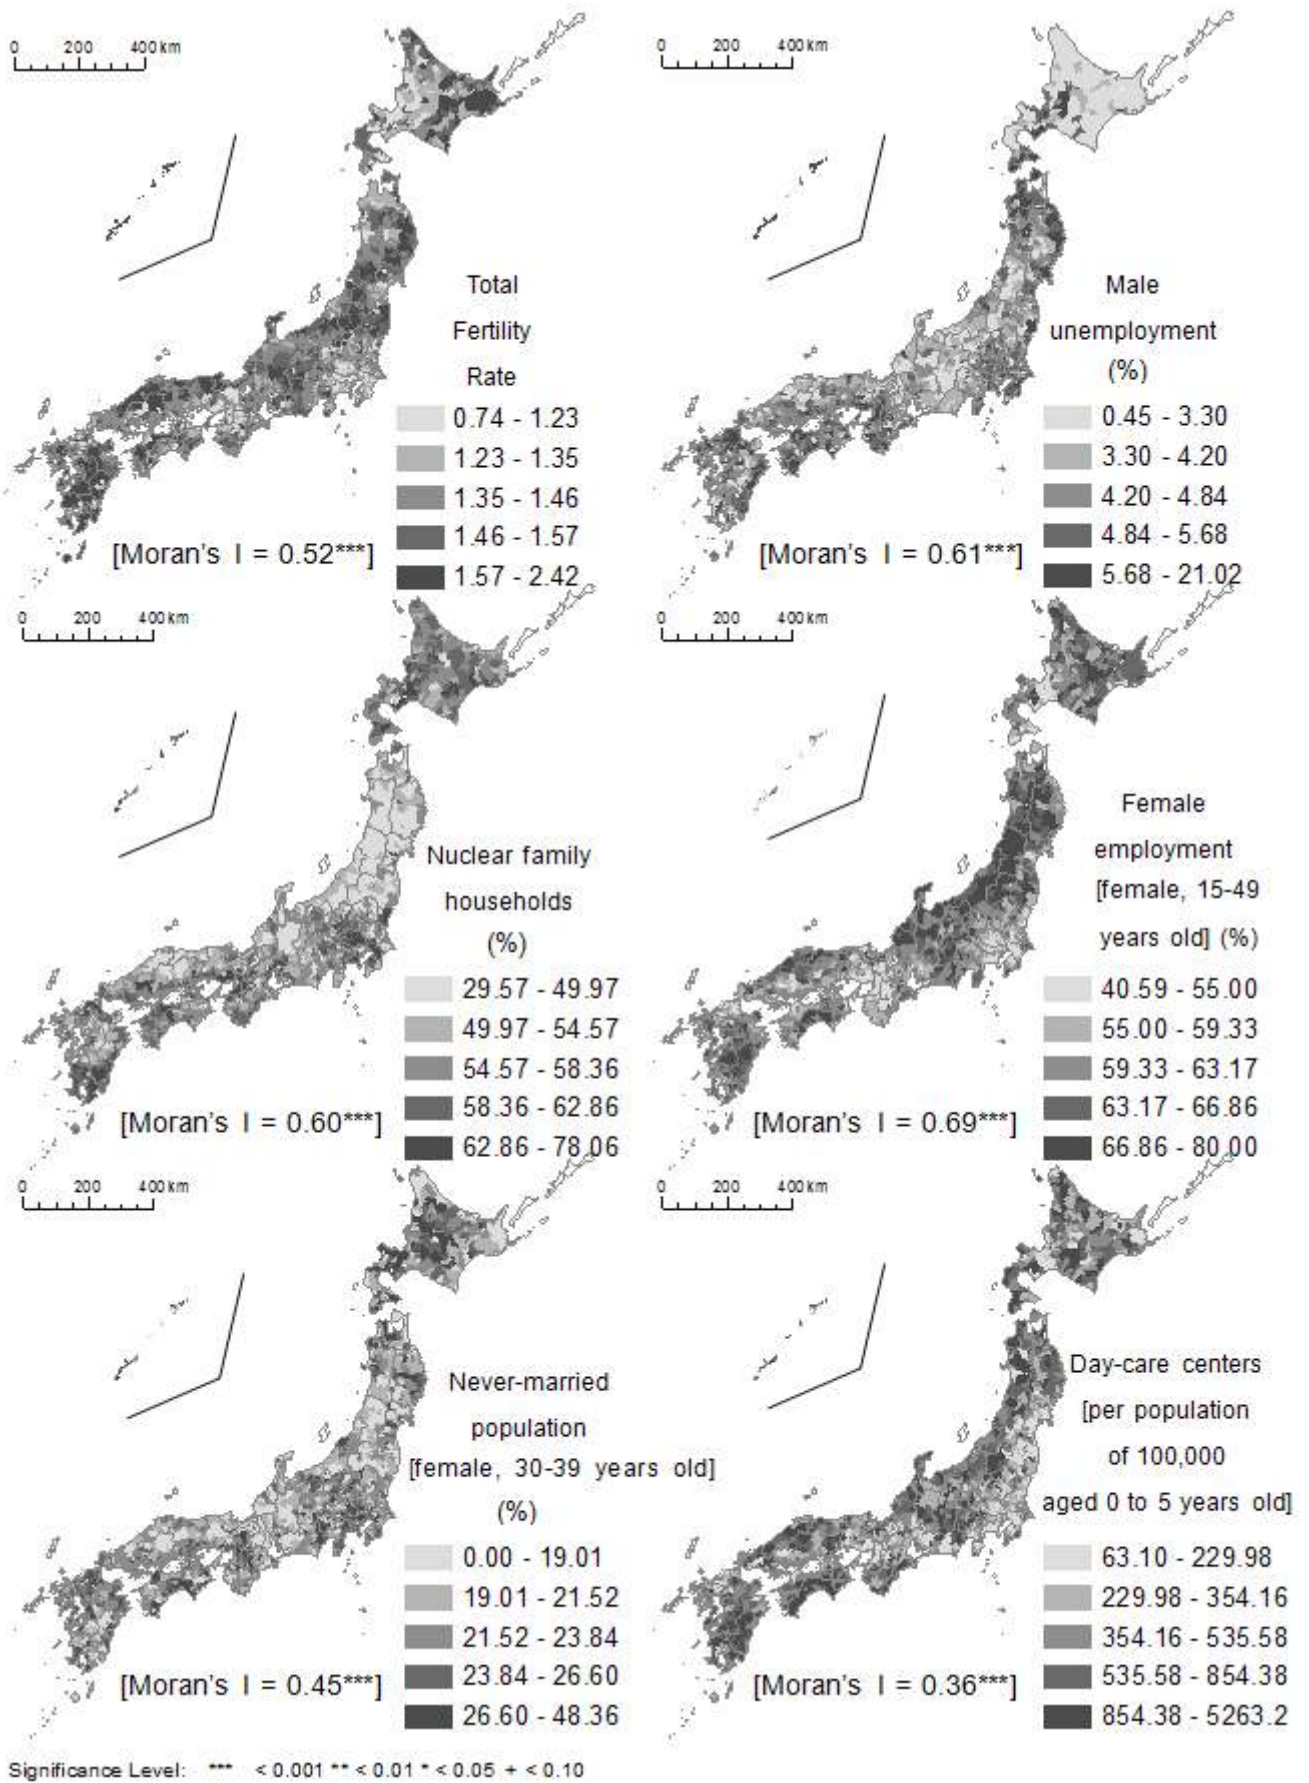 0 200 400 km
Total
Fertility
Rate
0.74 - 1.23
1.23 - 1.35
1.35 - 1.46
1.46 - 1.57
1.57 - 2.42
[Moran's I = 0.52***]
0 200 400 km
Male
unemployment
(%)
0.45 - 3.30
3.30 - 4.20
4.20 - 4.84
4.84 - 5.68
5.68 - 21.02
[Moran's I = 0.61***]
0 200 400 km
Nuclear family
households
(%)
29.57 - 49.97
49.97 - 54.57
54.57 - 58.36
58.36 - 62.86
62.86 - 78.06
[Moran's I = 0.60***]
0 200 400 km
Female
employment
[female, 15-49
years old] (%)
40.59 - 55.00
55.00 - 59.33
59.33 - 63.17
63.17 - 66.86
66.86 - 80.00
[Moran's I = 0.69***]
0 200 400 km
Never-married
population
[female, 30-39 years old]
(%)
0.00 - 19.01
19.01 - 21.52
21.52 - 23.84
23.84 - 26.60
26.60 - 48.36
[Moran's I = 0.45***]
0 200 400 km
Day-care centers
[per population
of 100,000
aged 0 to 5 years old]
63.10 - 229.98
229.98 - 354.16
354.16 - 535.58
535.58 - 854.38
854.38 - 5263.2
[Moran's I = 0.36***]
Significance Level: *** < 0.001 ** < 0.01 * < 0.05 + < 0.10